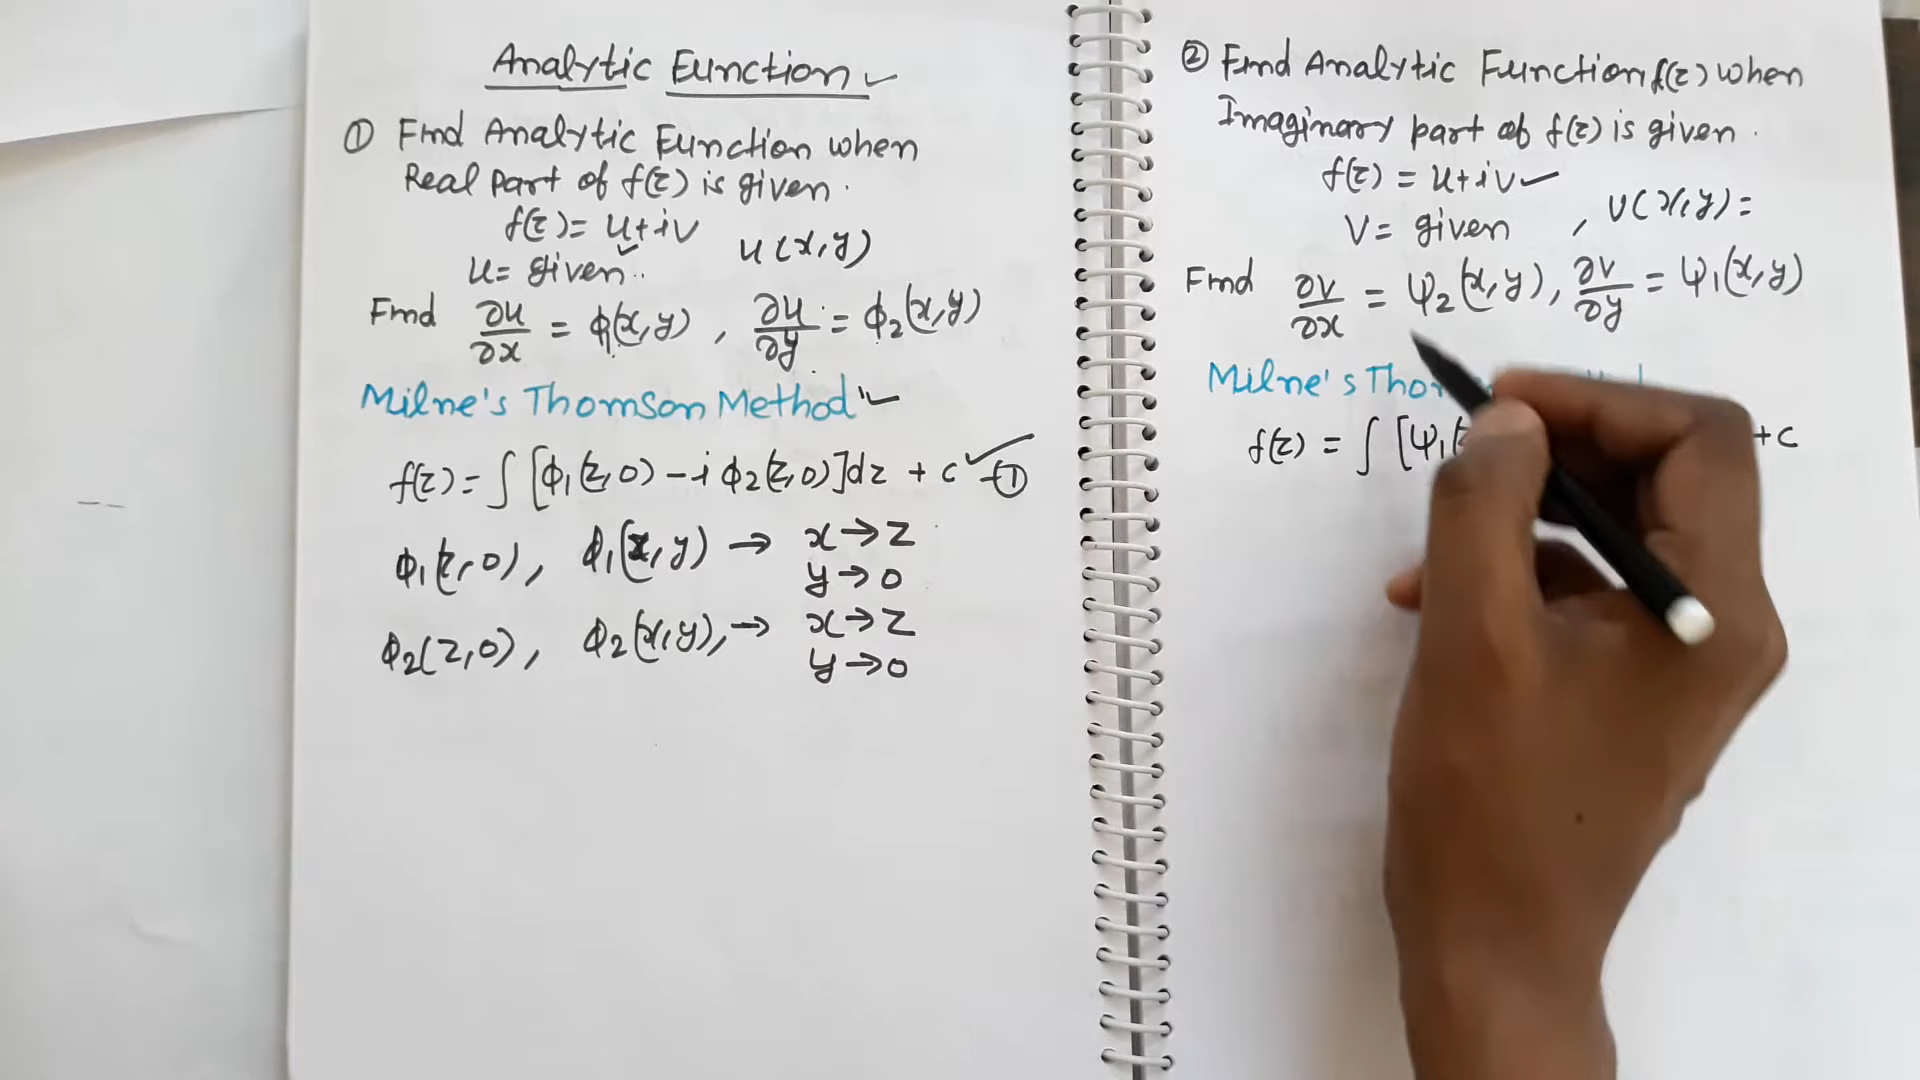 Analytic Function
① Find Analytic Function when
Real part of f(z) is given.
f(z) = u+iv u(x,y)
u = given..
Find ∂u/∂x = ϕ₁(x,y), ∂u/∂y = ϕ₂(x,y)
Milne's Thomson Method
f(z) = ∫ [ϕ₁(z,0) - i ϕ₂(z,0)]dz + c -①
ϕ₁(z,0), ϕ₁(x,y) → x→z
y→0
ϕ₂(z,0), ϕ₂(x,y), → x→z
y→0
② Find Analytic Function f(z) when
Imaginary part of f(z) is given.
f(z) = u+iv
V = given , v(x,y) =
Find ∂v/∂x = ψ₂(x,y), ∂v/∂y = ψ₁(x,y)
Milne's
f(z) = ∫ [ψ₁( +c